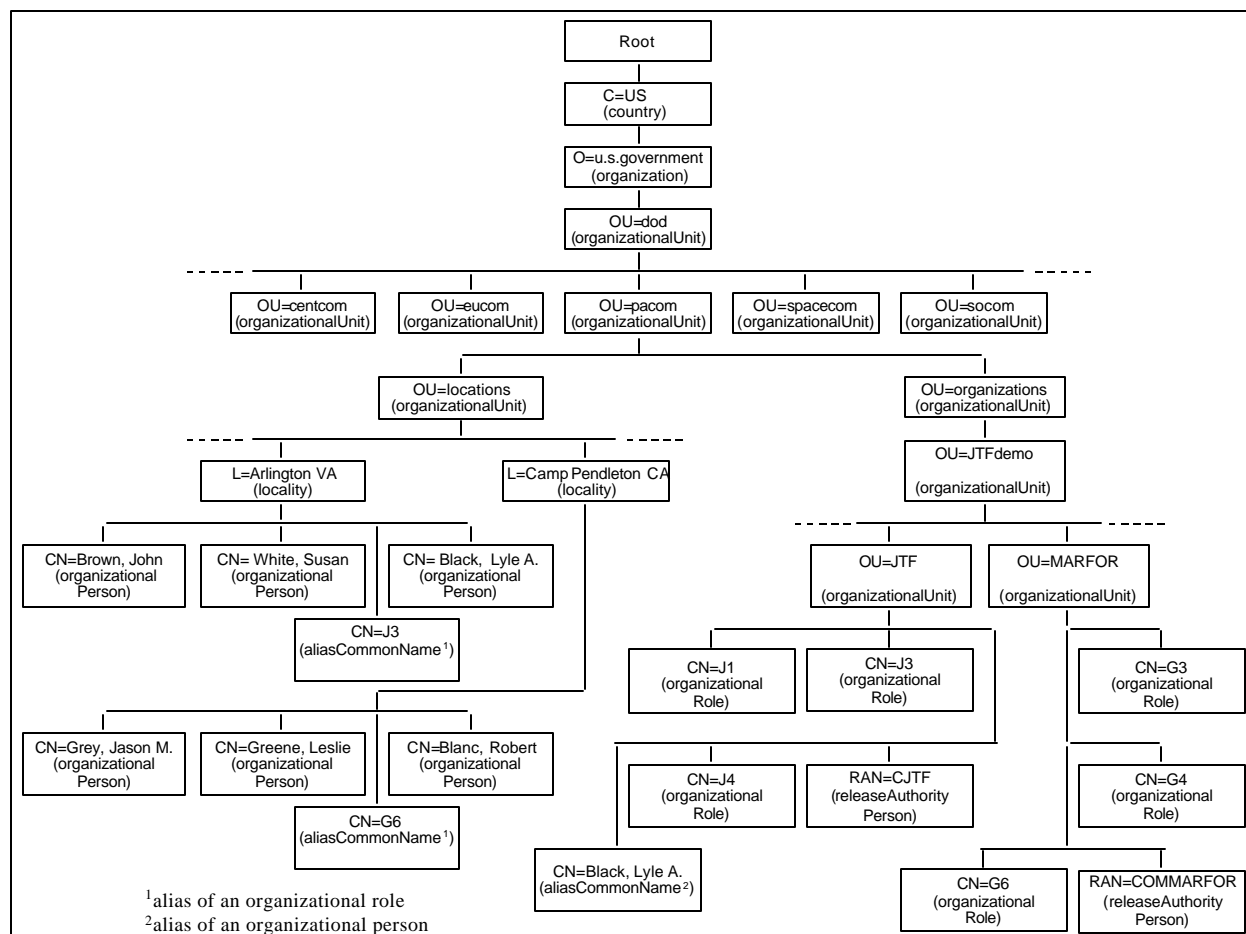 Root
C=US
(country)
O=u.s.government
(organization)
OU=dod
(organizationalUnit)
OU=centcom
(organizationalUnit)
OU=eucom
(organizationalUnit)
OU=pacom
(organizationalUnit)
OU=spacecom
(organizationalUnit)
OU=socom
(organizationalUnit)
OU=locations
(organizationalUnit)
OU=organizations
(organizationalUnit)
L=Arlington VA
(locality)
L=Camp Pendleton CA
(locality)
OU=JTFdemo
(organizationalUnit)
CN=Brown, John
(organizational
Person)
CN= White, Susan
(organizational
Person)
CN= Black, Lyle A.
(organizational
Person)
OU=JTF
(organizationalUnit)
OU=MARFOR
(organizationalUnit)
CN=J3
(aliasCommonName¹)
CN=J1
(organizational
Role)
CN=J3
(organizational
Role)
CN=G3
(organizational
Role)
CN=Grey, Jason M.
(organizational
Person)
CN=Greene, Leslie
(organizational
Person)
CN=Blanc, Robert
(organizational
Person)
CN=J4
(organizational
Role)
RAN=CJTF
(releaseAuthority
Person)
CN=G4
(organizational
Role)
CN=G6
(aliasCommonName¹)
CN=Black, Lyle A.
(aliasCommonName²)
CN=G6
(organizational
Role)
RAN=COMMARFOR
(releaseAuthority
Person)
¹alias of an organizational role
²alias of an organizational person